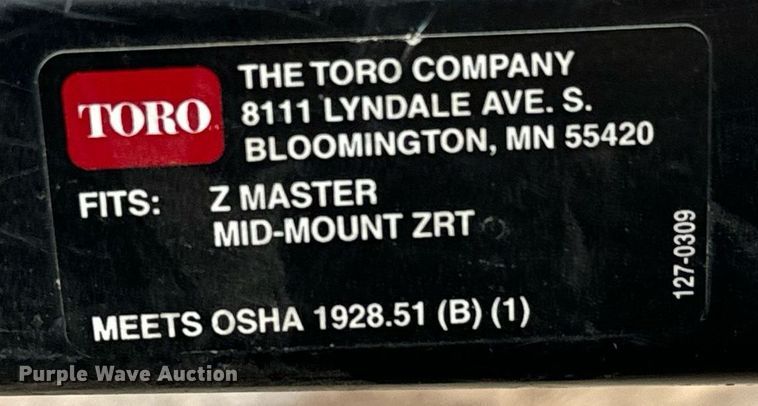 TORO
THE TORO COMPANY
8111 LYNDALE AVE. S.
BLOOMINGTON, MN 55420
FITS: Z MASTER
MID-MOUNT ZRT
127-0309
MEETS OSHA 1928.51 (B) (1)
Purple Wave Auction